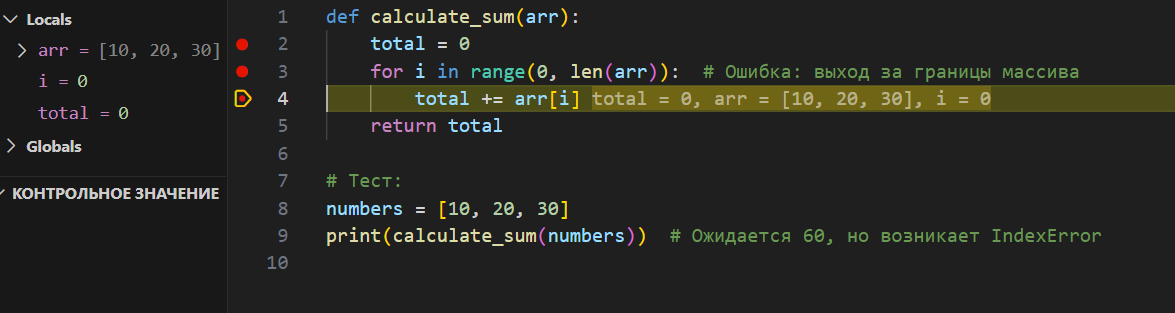 Locals
arr = [10, 20, 30]
i = 0
total = 0
Globals
КОНТРОЛЬНОЕ ЗНАЧЕНИЕ
1 def calculate_sum(arr):
2 total = 0
3 for i in range(0, len(arr)): # Ошибка: выход за границы массива
4 total += arr[i] total = 0, arr = [10, 20, 30], i = 0
5 return total
6
7 # Тест:
8 numbers = [10, 20, 30]
9 print(calculate_sum(numbers)) # Ожидается 60, но возникает IndexError
10